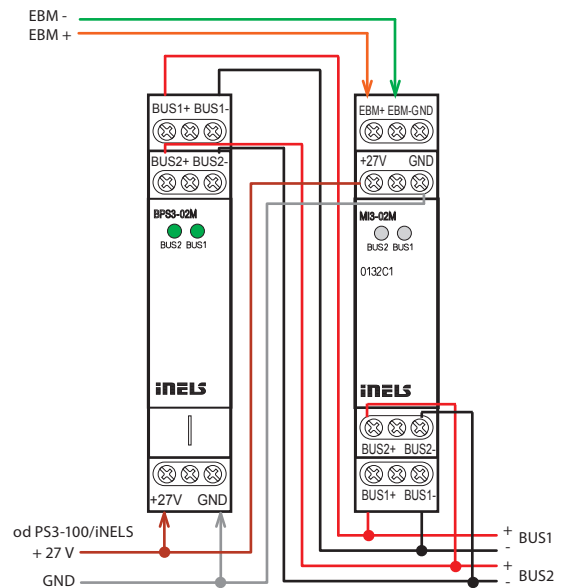 EBM -
EBM +
BUS1+ BUS1-
BUS2+ BUS2-
BPS3-02M
BUS2 BUS1
iNELS
+27V GND
EBM+ EBM-GND
+27V GND
MI3-02M
BUS2 BUS1
0132C1
iNELS
BUS2+ BUS2-
BUS1+ BUS1-
od PS3-100/iNELS
+ 27 V
GND
+ BUS1
-
+ BUS2
-